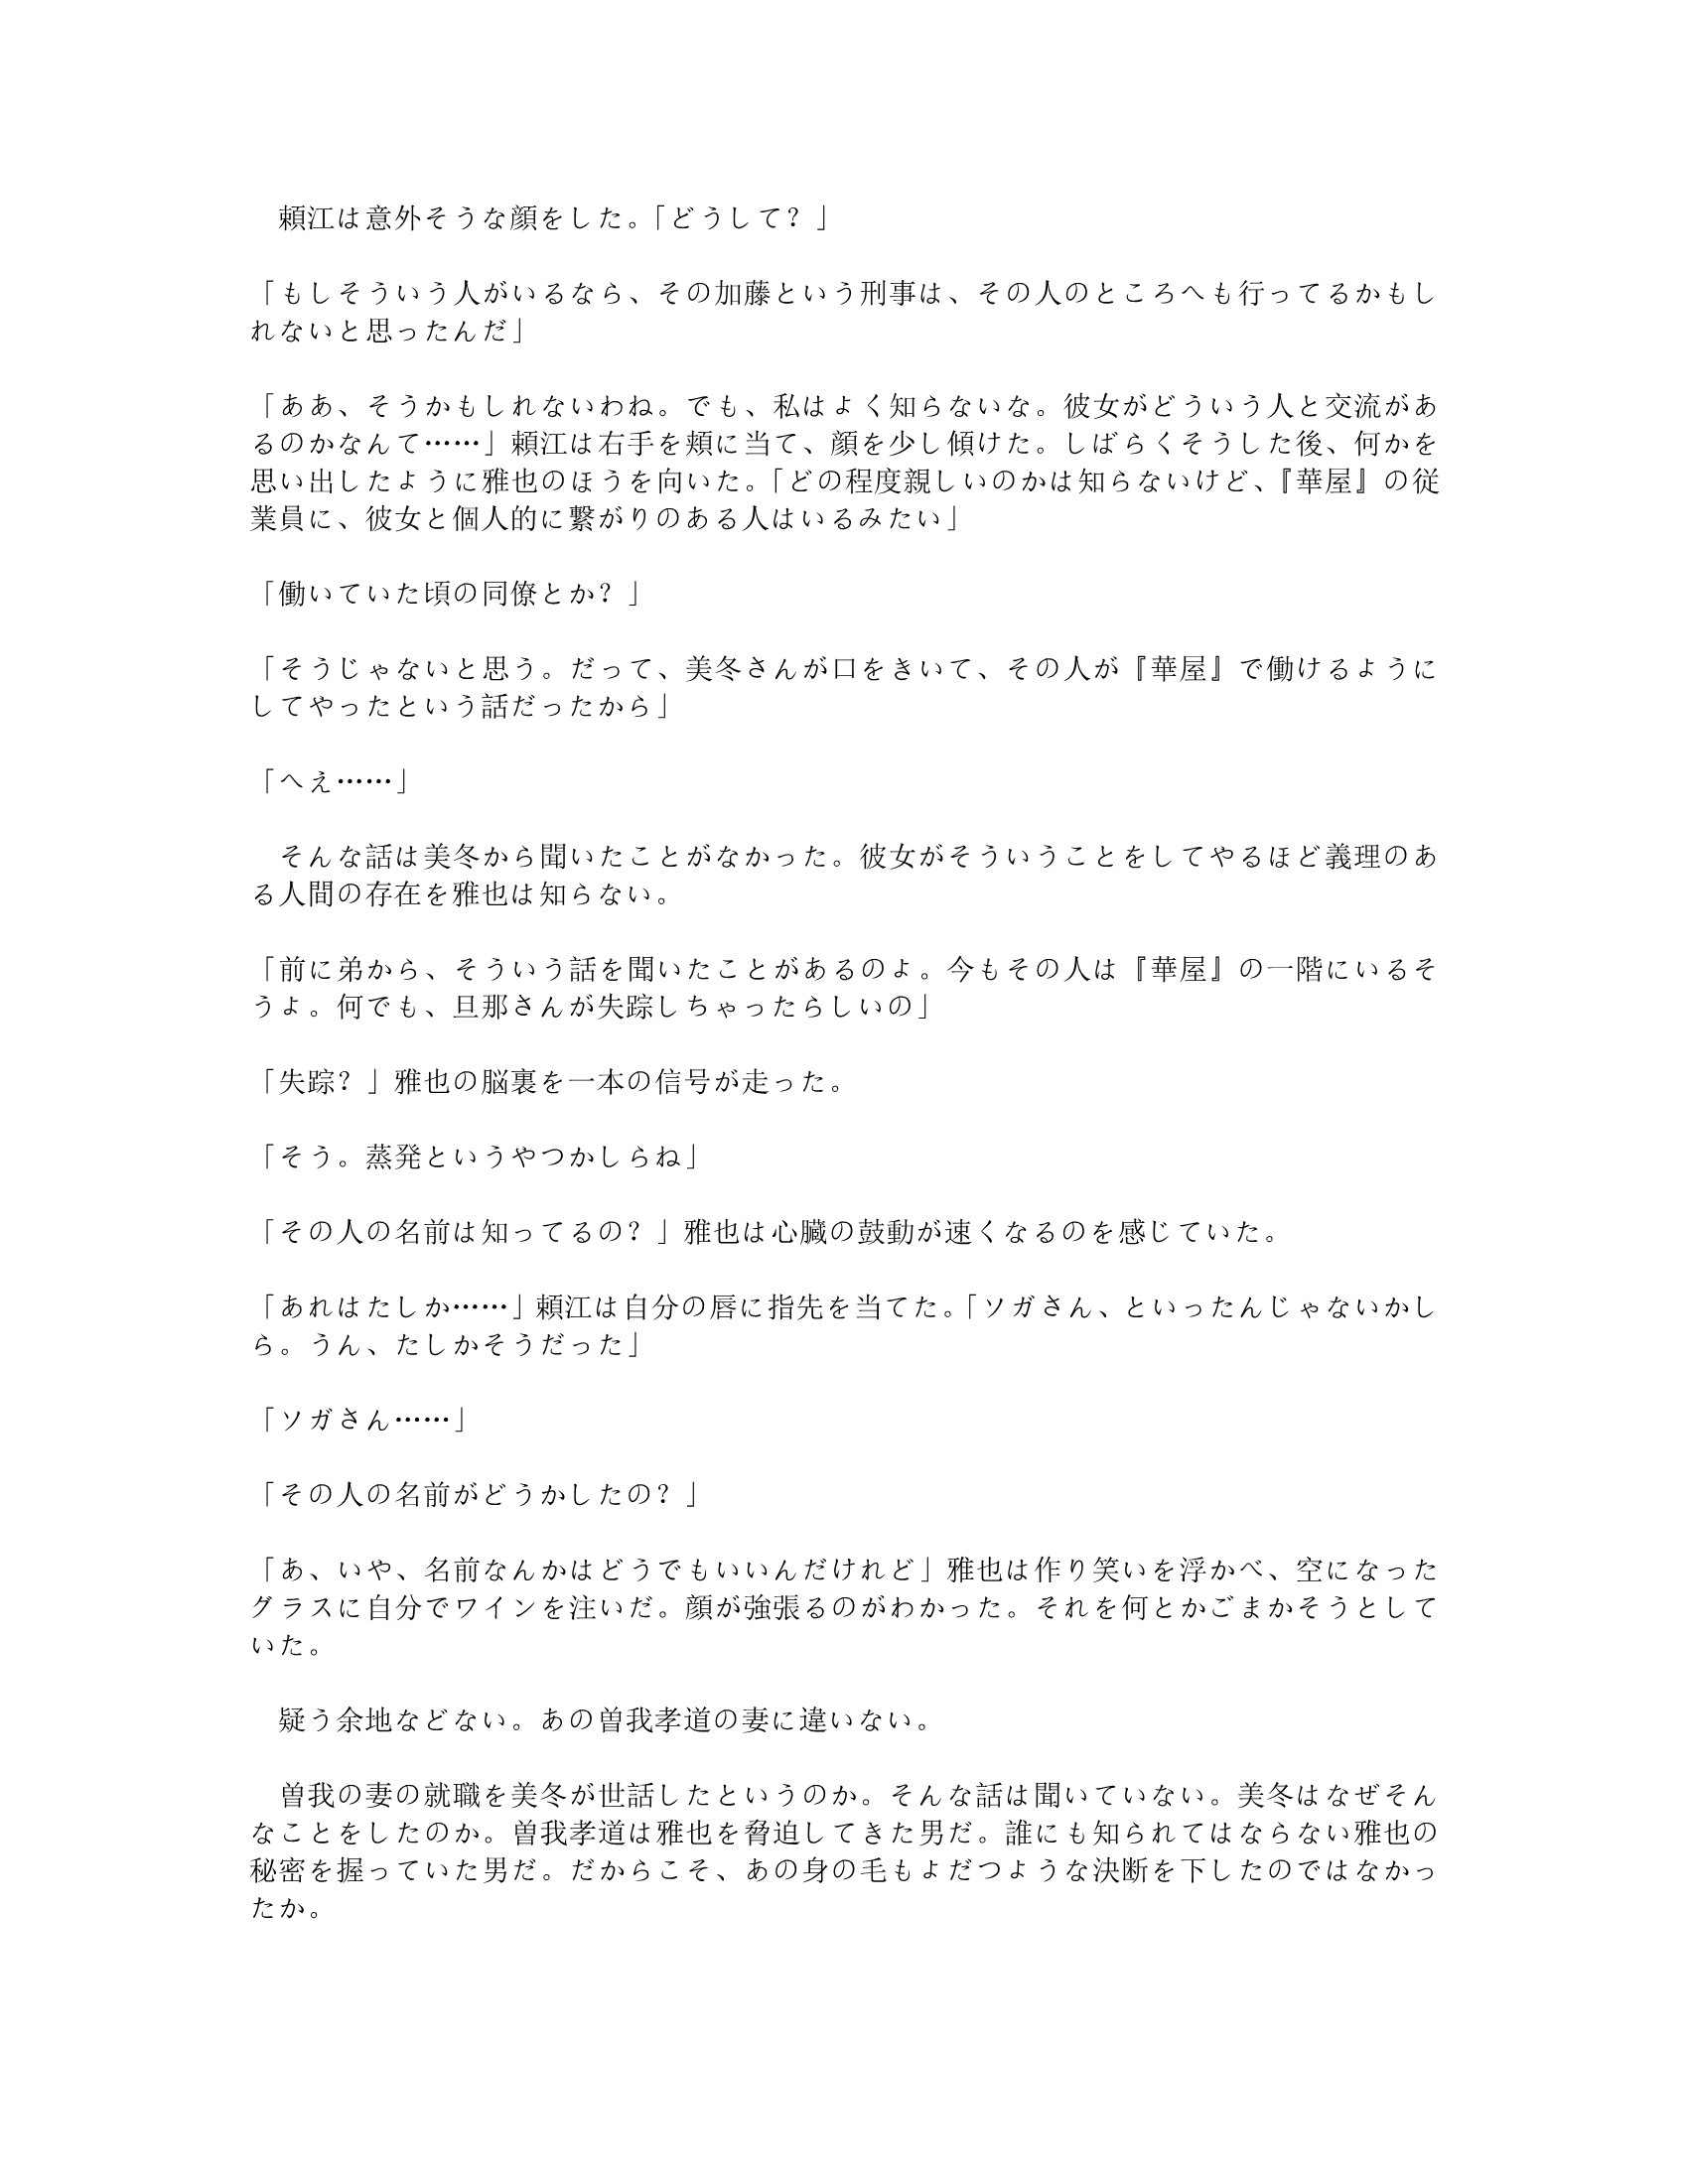 頼江は意外そうな顔をした。「どうして？」
「もしそういう人がいるなら、その加藤という刑事は、その人のところへも行ってるかもし
れないと思ったんだ」
「ああ、そうかもしれないわね。でも、私はよく知らないな。彼女がどういう人と交流があ
るのかなんて……」頼江は右手を頬に当て、顔を少し傾けた。しばらくそうした後、何かを
思い出したように雅也のほうを向いた。「どの程度親しいのかは知らないけど、『華屋』の従
業員に、彼女と個人的に繋がりのある人はいるみたい」
「働いていた頃の同僚とか？」
「そうじゃないと思う。だって、美冬さんが口をきいて、その人が『華屋』で働けるように
してやったという話だったから」
「へえ……」
　そんな話は美冬から聞いたことがなかった。彼女がそういうことをしてやるほど義理のあ
る人間の存在を雅也は知らない。
「前に弟から、そういう話を聞いたことがあるのよ。今もその人は『華屋』の一階にいるそ
うよ。何でも、旦那さんが失踪しちゃったらしいの」
「失踪？」雅也の脳裏を一本の信号が走った。
「そう。蒸発というやつかしらね」
「その人の名前は知ってるの？」雅也は心臓の鼓動が速くなるのを感じていた。
「あれはたしか……」頼江は自分の唇に指先を当てた。「ソガさん、といったんじゃないかし
ら。うん、たしかそうだった」
「ソガさん……」
「その人の名前がどうかしたの？」
「あ、いや、名前なんかはどうでもいいんだけれど」雅也は作り笑いを浮かべ、空になった
グラスに自分でワインを注いだ。顔が強張るのがわかった。それを何とかごまかそうとして
いた。
　疑う余地などない。あの曽我孝道の妻に違いない。
　曽我の妻の就職を美冬が世話したというのか。そんな話は聞いていない。美冬はなぜそん
なことをしたのか。曽我孝道は雅也を脅迫してきた男だ。誰にも知られてはならない雅也の
秘密を握っていた男だ。だからこそ、あの身の毛もよだつような決断を下したのではなかっ
たか。